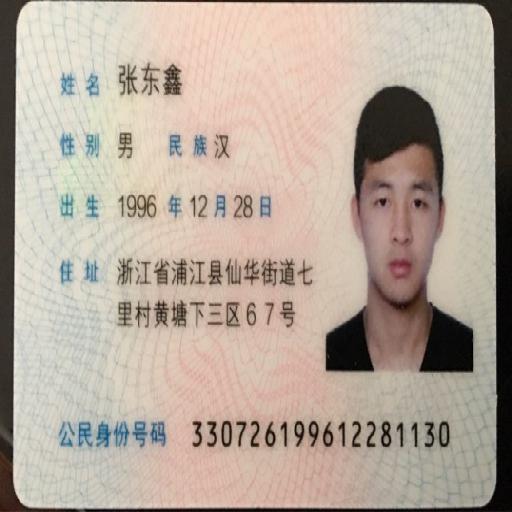 姓名 张东鑫
性别 男 民族 汉
出生 1996 年 12 月 28 日
住址 浙江省浦江县仙华街道七
里村黄塘下三区67号
公民身份号码 330726199612281130